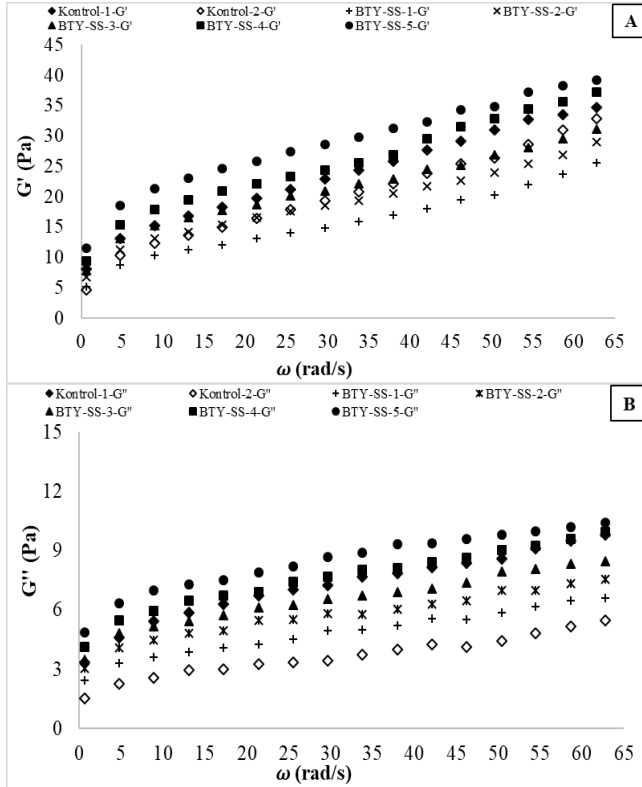 Kontrol-1-G' Kontrol-2-G' BTY-SS-1-G' BTY-SS-2-G'
BTY-SS-3-G' BTY-SS-4-G' BTY-SS-5-G'
A
45
40
35
30
25
20
15
10
5
0
G' (Pa)
0 5 10 15 20 25 30 35 40 45 50 55 60 65
ω (rad/s)
Kontrol-1-G" Kontrol-2-G" BTY-SS-1-G" BTY-SS-2-G"
BTY-SS-3-G" BTY-SS-4-G" BTY-SS-5-G"
B
15
12
9
6
3
0
G" (Pa)
0 5 10 15 20 25 30 35 40 45 50 55 60 65
ω (rad/s)